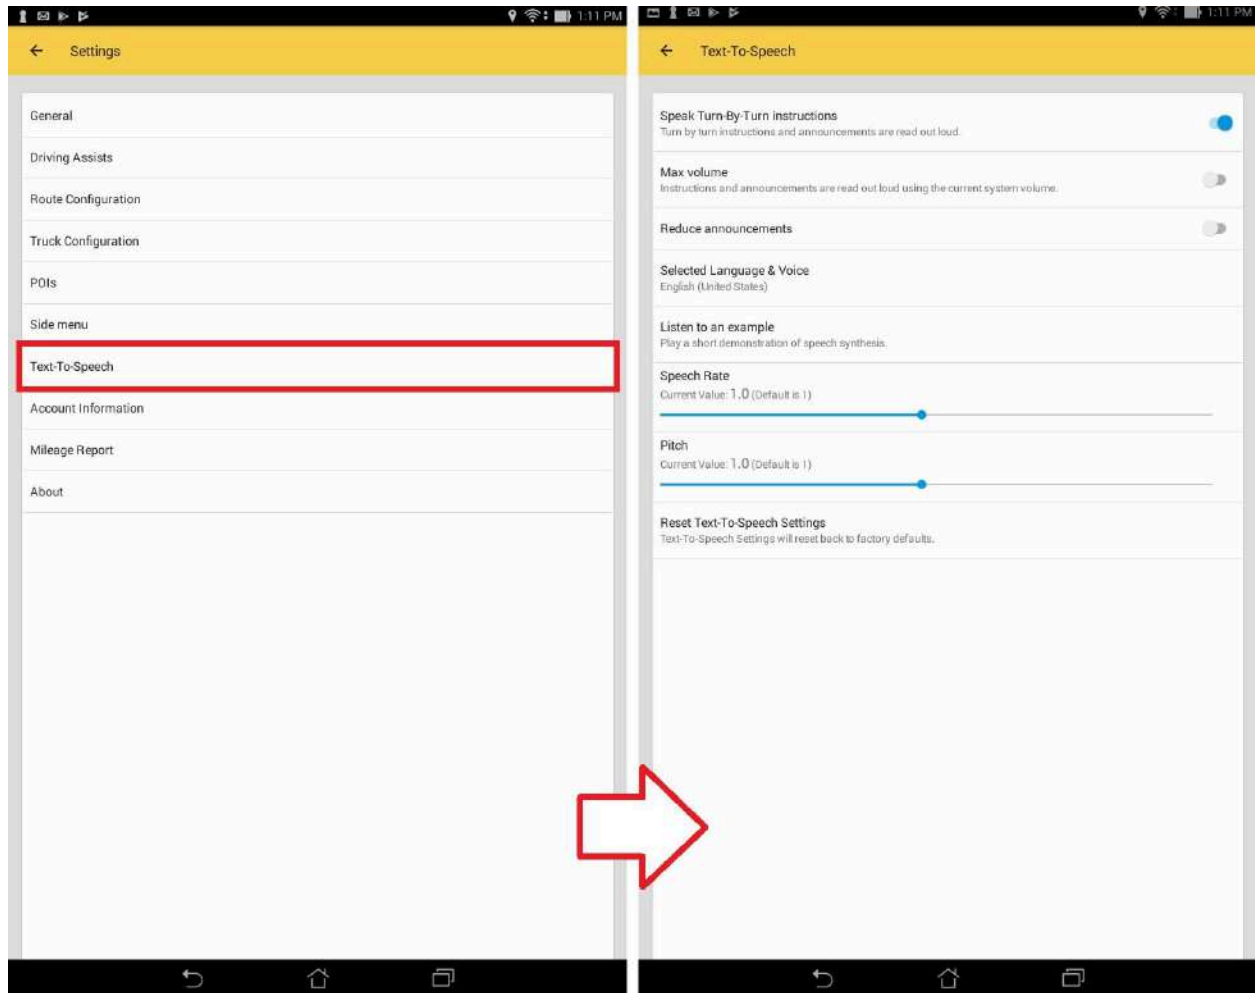 1:11 PM
Settings
General
Driving Assists
Route Configuration
Truck Configuration
POIs
Side menu
Text-To-Speech
Account Information
Mileage Report
About
1:11 PM
Text-To-Speech
Speak Turn-By-Turn instructions
Turn by turn instructions and announcements are read out loud.
Max volume
Instructions and announcements are read out loud using the current system volume.
Reduce announcements
Selected Language & Voice
English (United States)
Listen to an example
Play a short demonstration of speech synthesis.
Speech Rate
Current Value: 1.0 (Default is 1)
Pitch
Current Value: 1.0 (Default is 1)
Reset Text-To-Speech Settings
Text-To-Speech Settings will reset back to factory defaults.